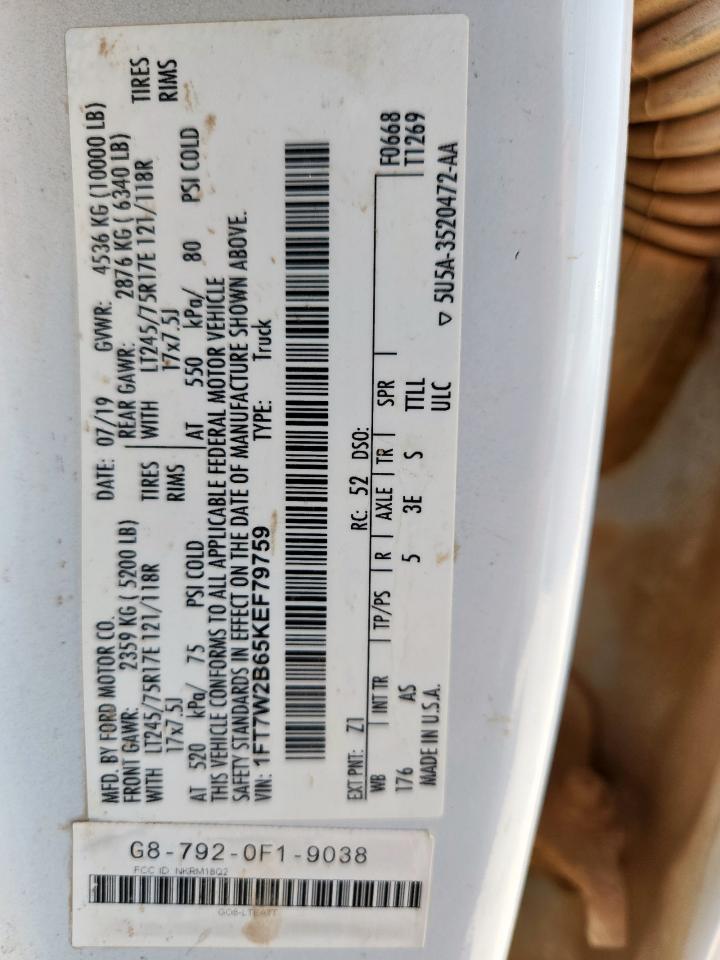 MFD. BY FORD MOTOR CO. DATE: 07/19 GVWR: 4536 KG (10000 LB)
FRONT GAWR: 2359 KG ( 5200 LB) REAR GAWR: 2876 KG ( 6340 LB)
WITH LT245/75R17E 121/118R TIRES WITH LT245/75R17E 121/118R TIRES
17x7.5J RIMS 17x7.5J RIMS
AT 520 kPa/ 75 PSI COLD AT 550 kPa/ 80 PSI COLD
THIS VEHICLE CONFORMS TO ALL APPLICABLE FEDERAL MOTOR VEHICLE
SAFETY STANDARDS IN EFFECT ON THE DATE OF MANUFACTURE SHOWN ABOVE.
VIN: 1FT7W2B65KEF79759 TYPE: Truck
EXT PNT: Z1 RC: 52 DSO: F0668
WB INT TR TP/PS R AXLE TR SPR T1269
176 AS 5 3E S TTLL
MADE IN U.S.A. ULC ▽ 5U5A-3520472-AA
G8-792-0F1-9038
FCC ID: NKRM18Q2